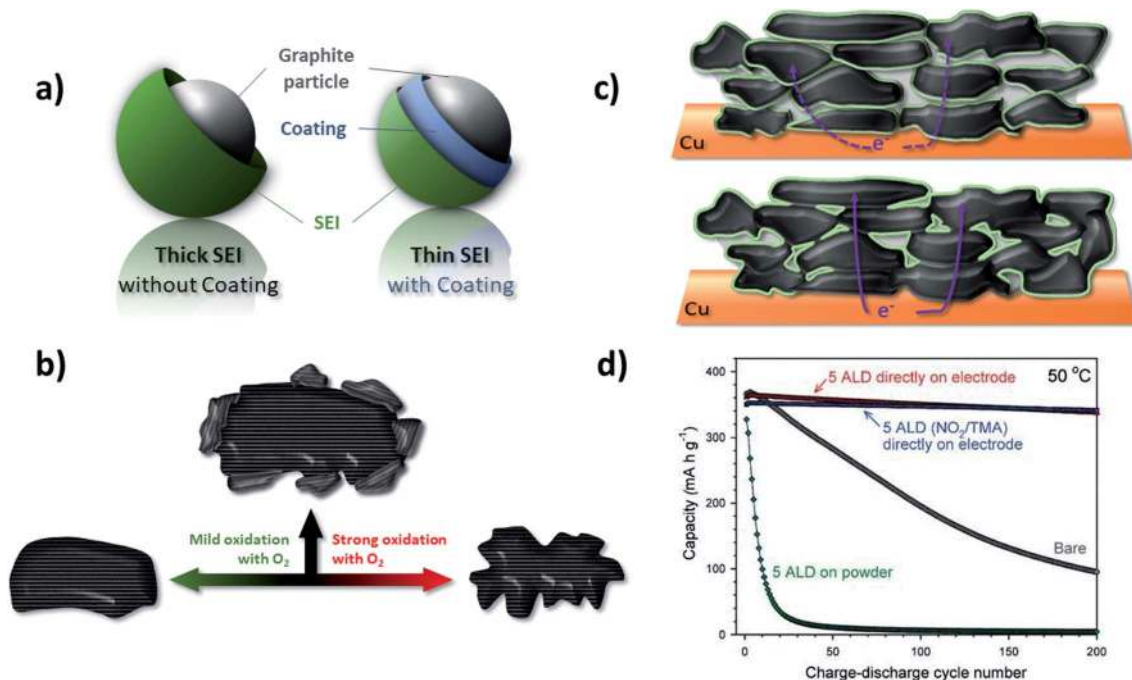 a)
Graphite
particle
Coating
SEI
Thick SEI
without Coating
Thin SEI
with Coating
b)
Mild oxidation
with O₂
Strong oxidation
with O₂
c)
Cu
e⁻
Cu
e⁻
d)
50 °C
5 ALD directly on electrode
5 ALD (NO₂/TMA)
directly on electrode
Bare
5 ALD on powder
Capacity (mA h g⁻¹)
400
300
200
100
0
0
50
100
150
200
Charge-discharge cycle number